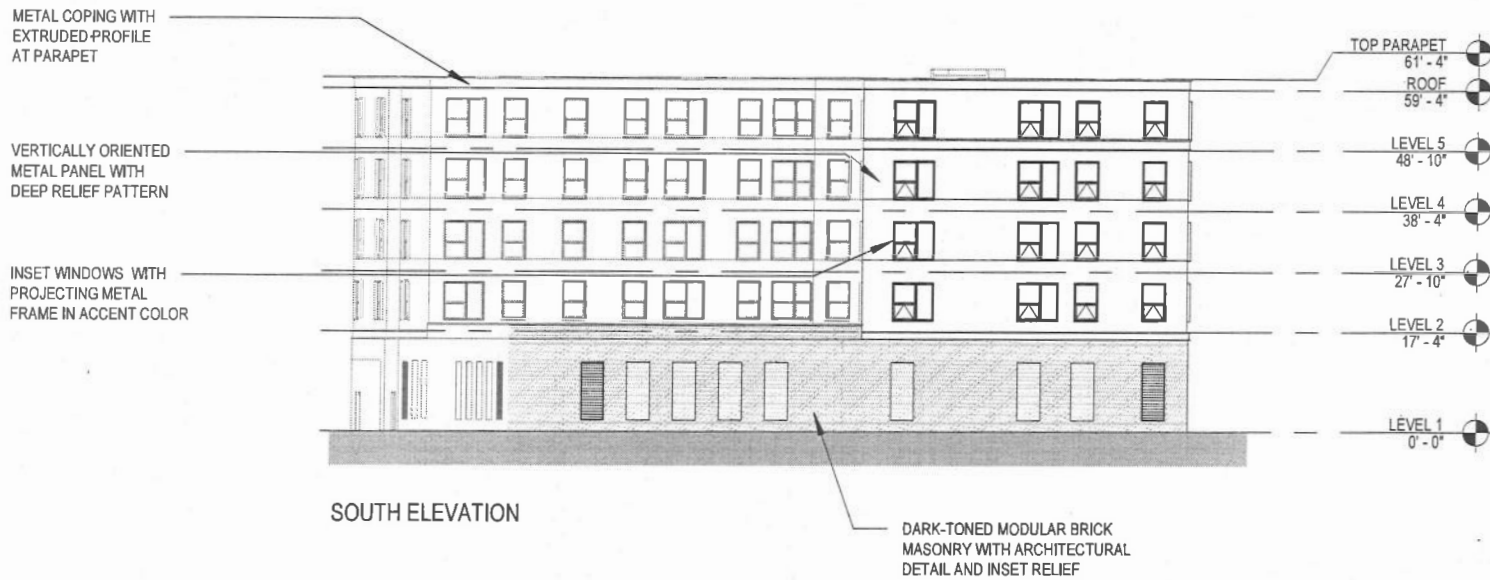 METAL COPING WITH
EXTRUDED PROFILE
AT PARAPET
VERTICALLY ORIENTED
METAL PANEL WITH
DEEP RELIEF PATTERN
INSET WINDOWS WITH
PROJECTING METAL
FRAME IN ACCENT COLOR
TOP PARAPET
61' - 4"
ROOF
59' - 4"
LEVEL 5
48' - 10"
LEVEL 4
38' - 4"
LEVEL 3
27' - 10"
LEVEL 2
17' - 4"
LEVEL 1
0' - 0"
SOUTH ELEVATION
DARK-TONED MODULAR BRICK
MASONRY WITH ARCHITECTURAL
DETAIL AND INSET RELIEF